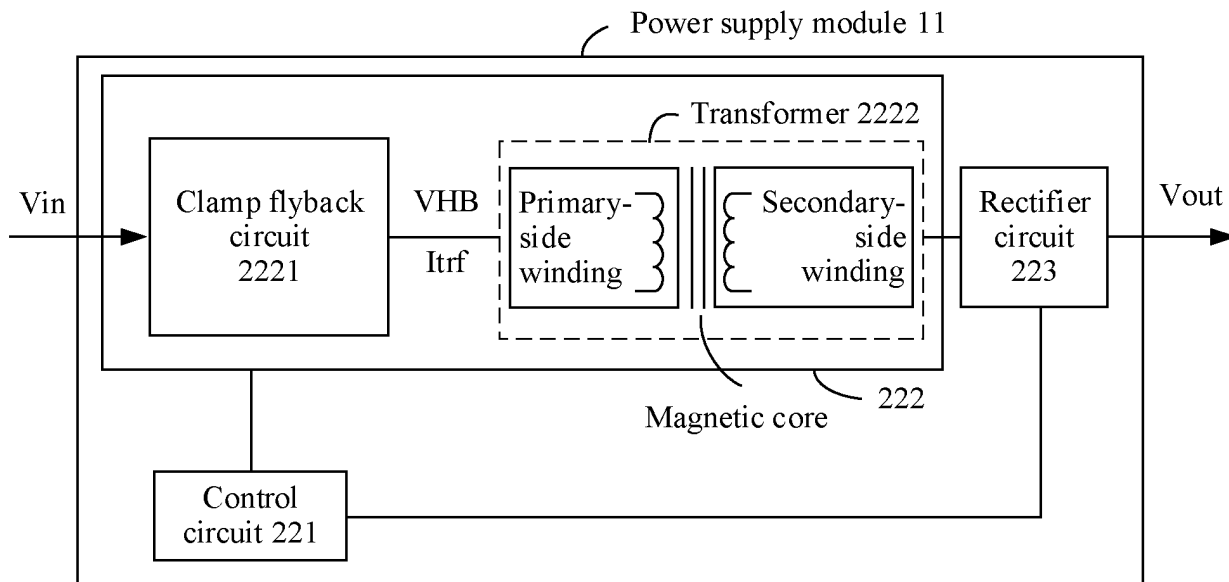 Power supply module 11
Transformer 2222
Vin
Clamp flyback
circuit
2221
VHB
Itrf
Primary-
side
winding
Secondary-
side
winding
Rectifier
circuit
223
Vout
Magnetic core
222
Control
circuit 221